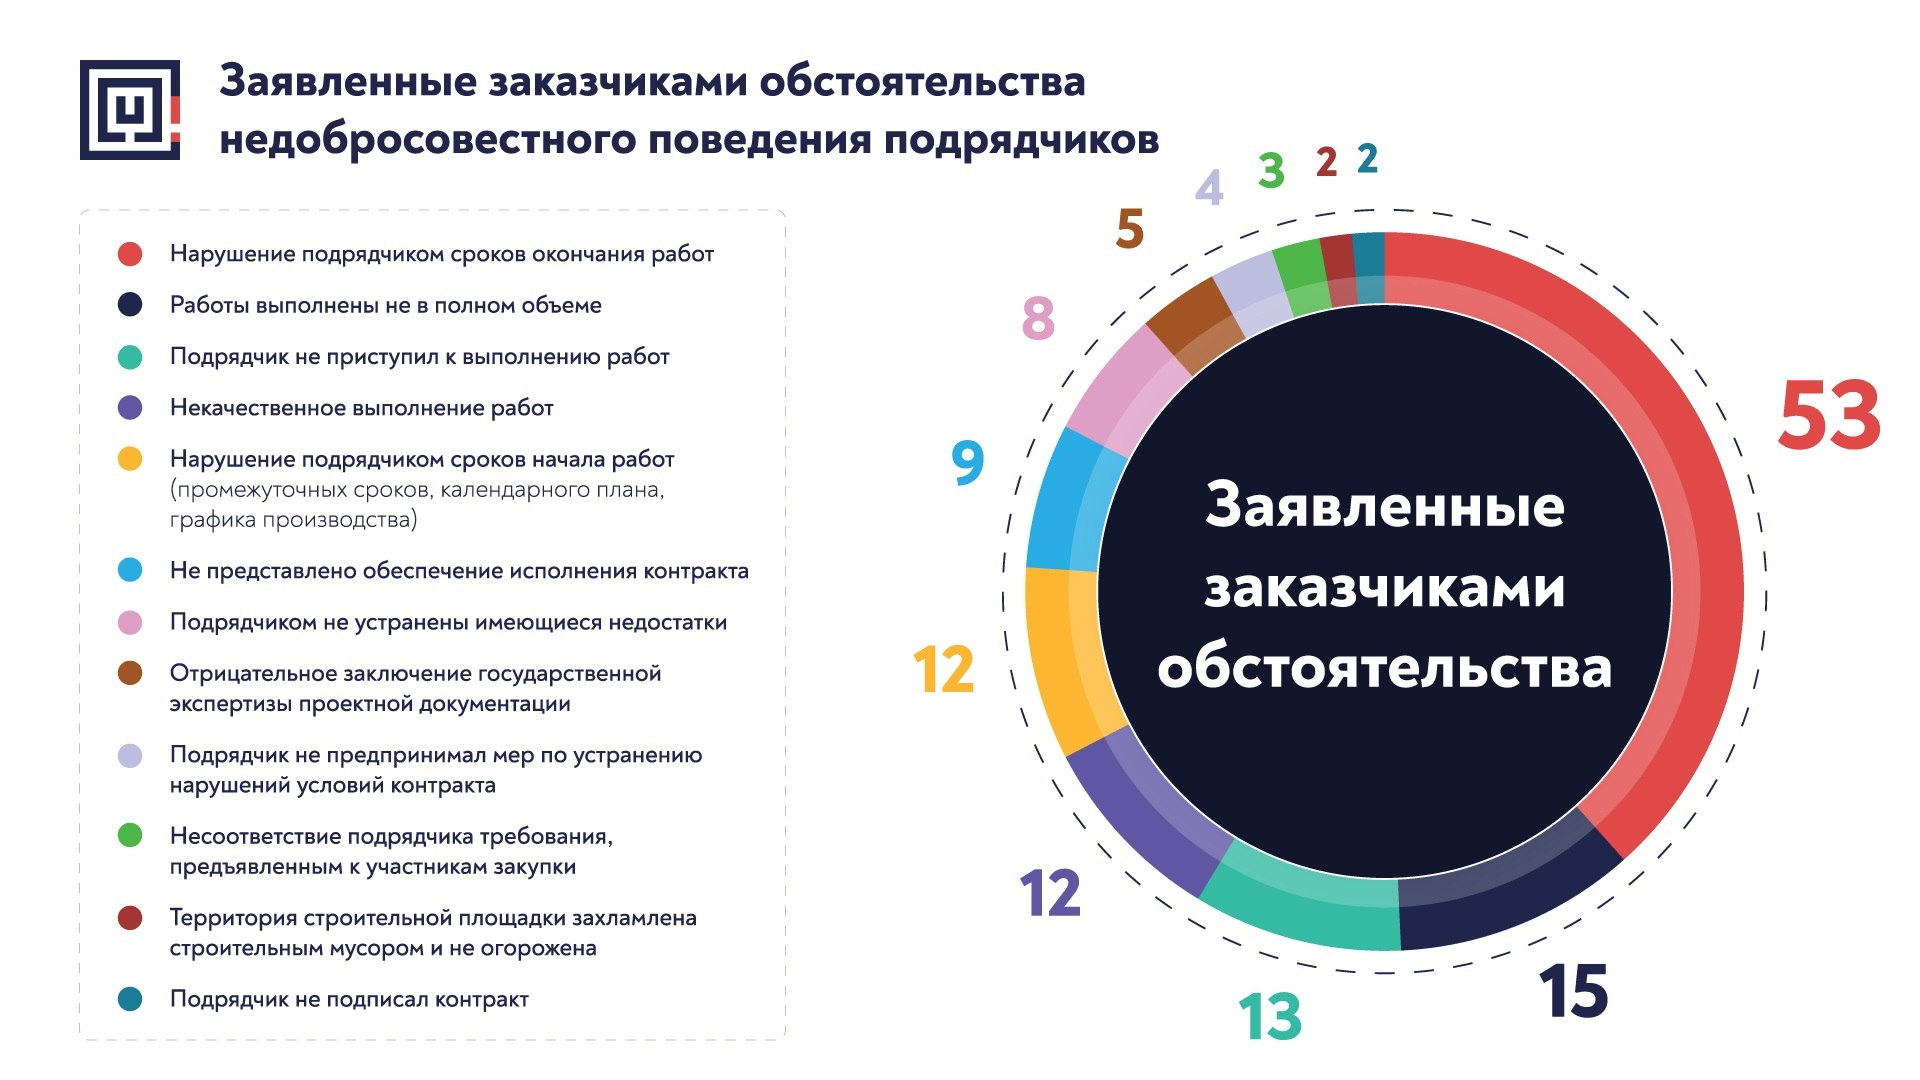 Ч
Заявленные заказчиками обстоятельства
недобросовестного поведения подрядчиков
Нарушение подрядчиком сроков окончания работ
Работы выполнены не в полном объеме
Подрядчик не приступил к выполнению работ
Некачественное выполнение работ
Нарушение подрядчиком сроков начала работ
(промежуточных сроков, календарного плана,
графика производства)
Не представлено обеспечение исполнения контракта
Подрядчиком не устранены имеющиеся недостатки
Отрицательное заключение государственной
экспертизы проектной документации
Подрядчик не предпринимал мер по устранению
нарушений условий контракта
Несоответствие подрядчика требования,
предъявленным к участникам закупки
Территория строительной площадки захламлена
строительным мусором и не огорожена
Подрядчик не подписал контракт
53
15
13
12
12
9
8
5
4
3
2
2
Заявленные
заказчиками
обстоятельства